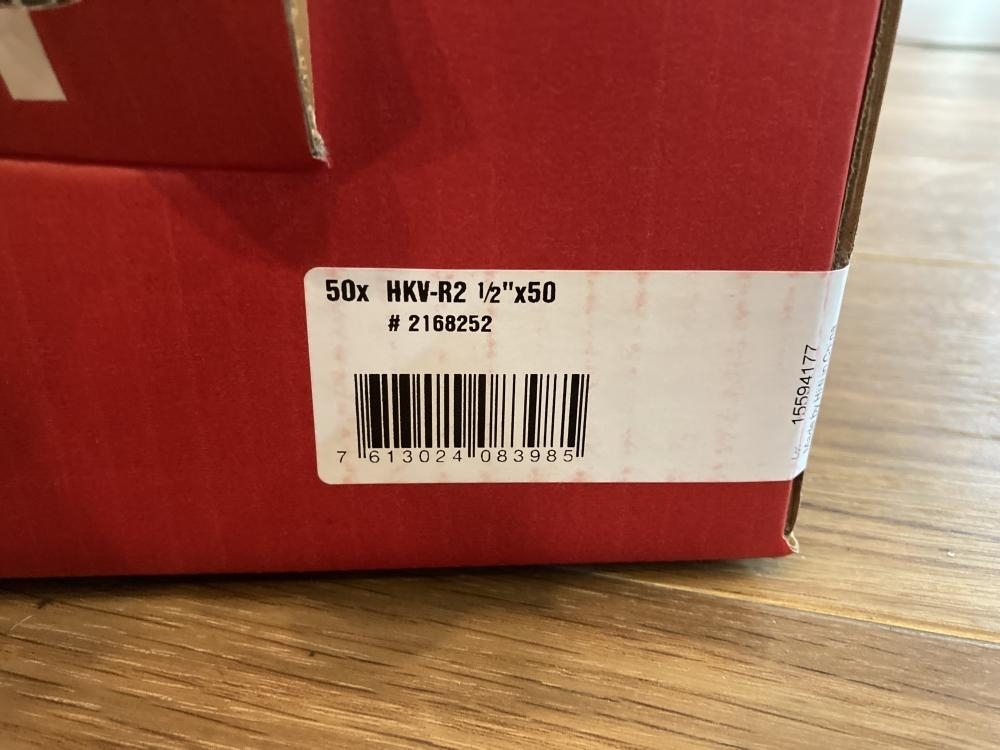 50x HKV-R2 ½"x50
# 2168252
7 613024 083985
15594177